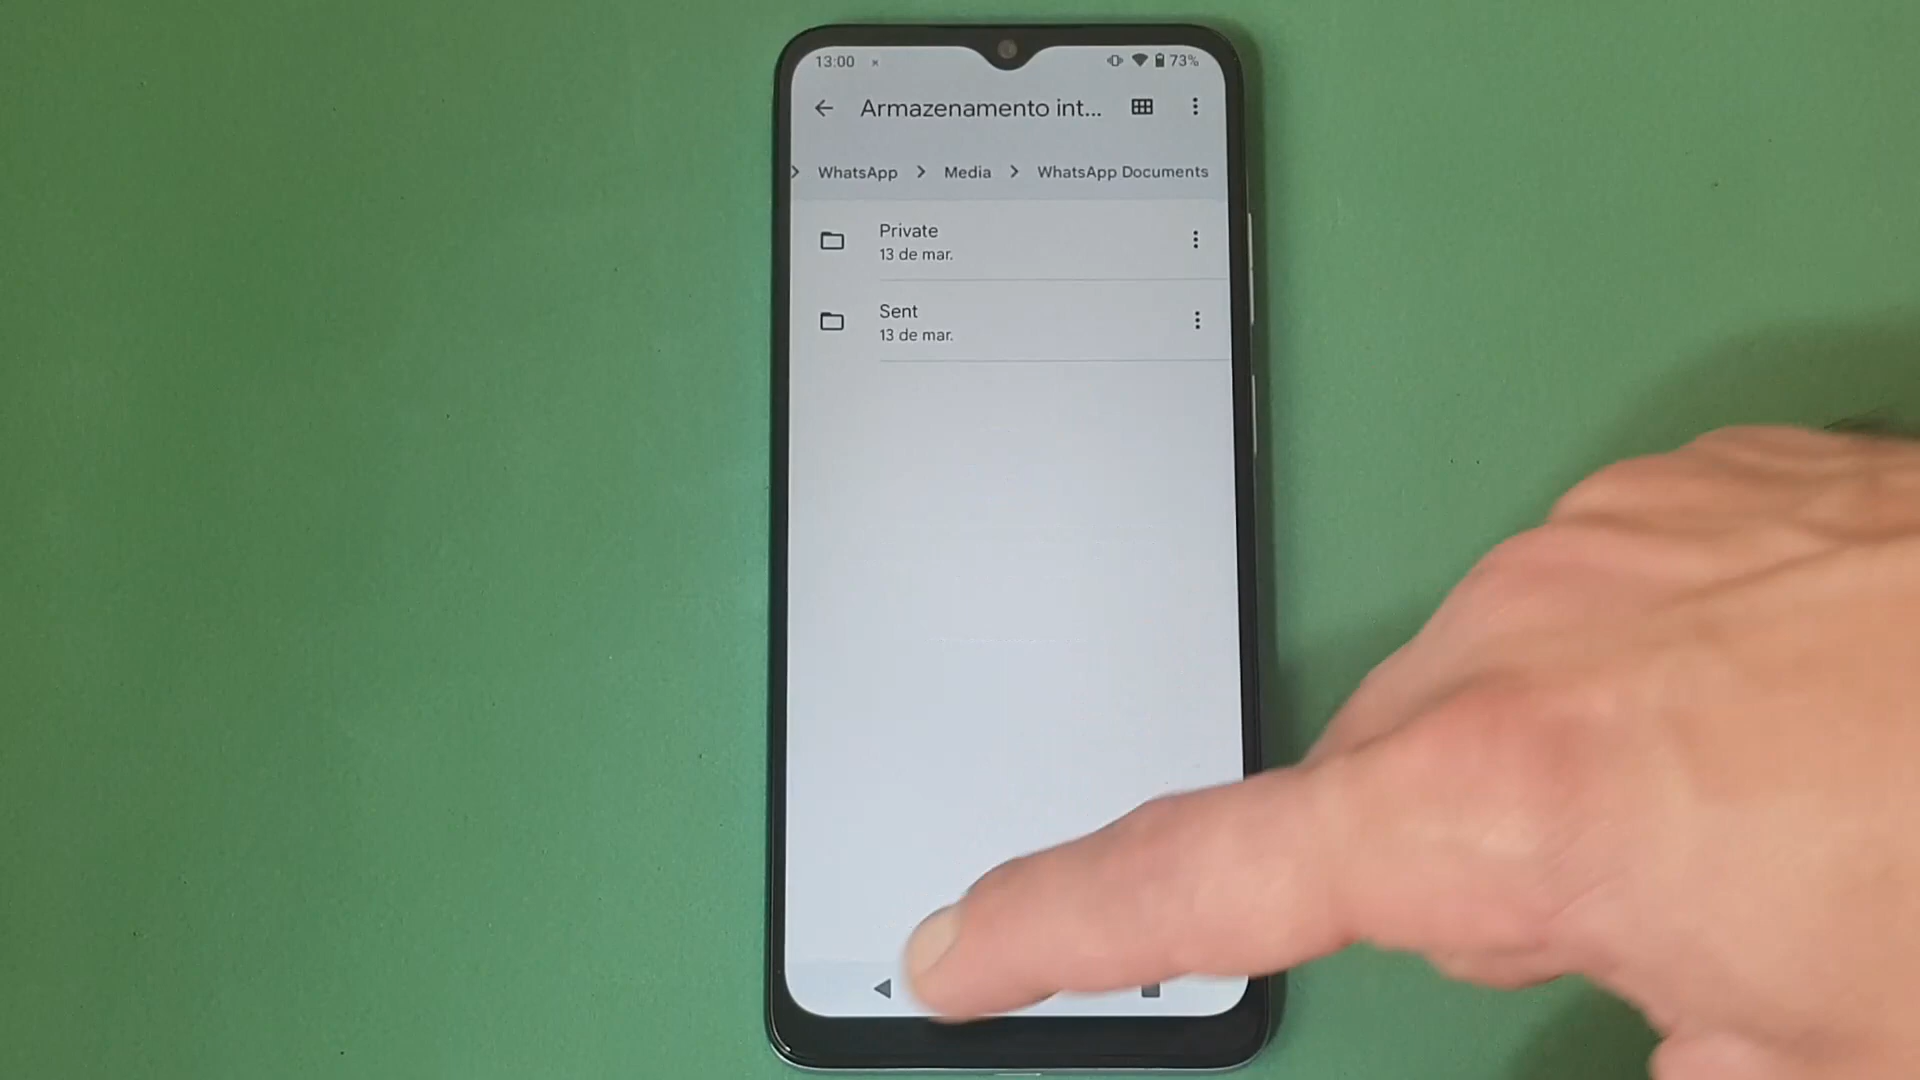 13:00 73%
Armazenamento int...
WhatsApp > Media > WhatsApp Documents
Private
13 de mar.
Sent
13 de mar.